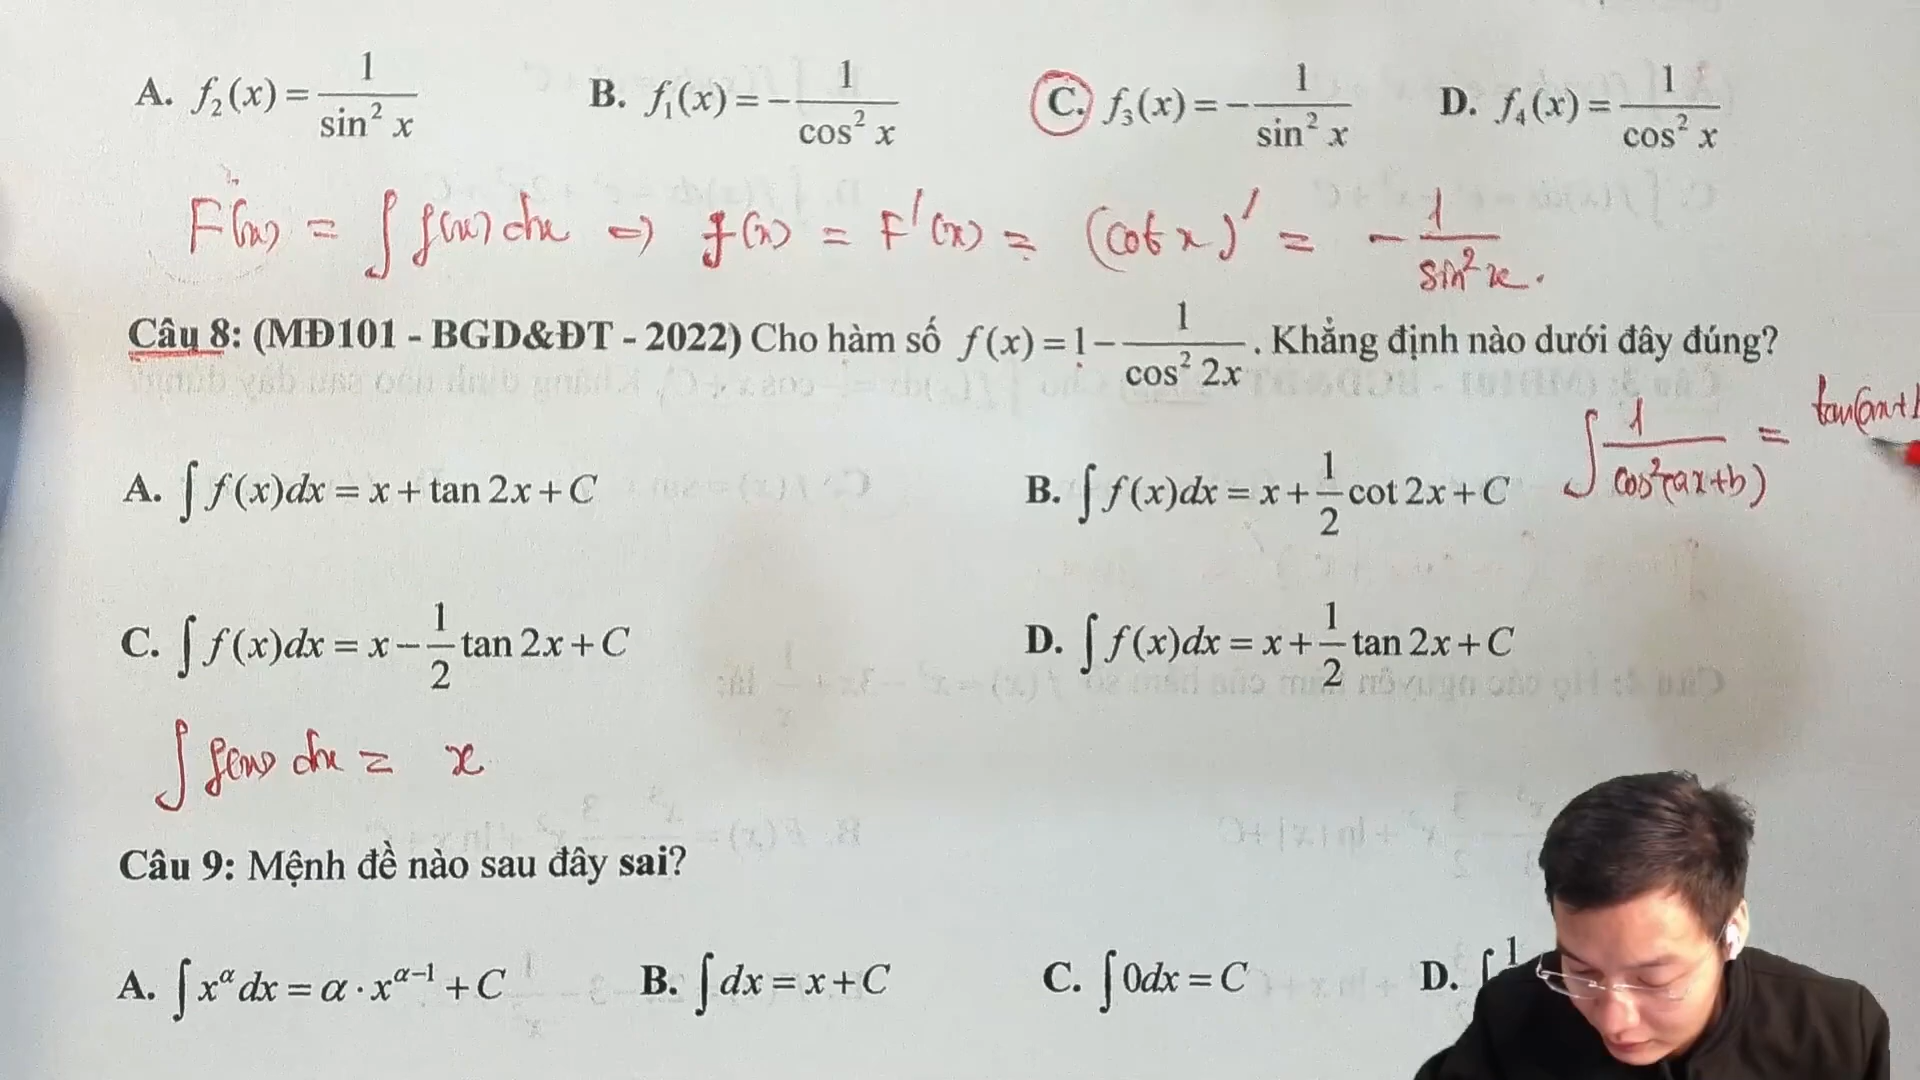 A. f₂(x) = 1/sin² x B. f₁(x) = −1/cos² x C. f₃(x) = −1/sin² x D. f₄(x) = 1/cos² x
F(x) = ∫ f(x) dx ⇒ f(x) = F'(x) = (cot x)' = −1/sin² x.
Câu 8: (MĐ101 - BGD&ĐT - 2022) Cho hàm số f(x) = 1 − 1/cos² 2x. Khẳng định nào dưới đây đúng?
∫ 1/cos²(ax+b) = tan(ax+
A. ∫ f(x)dx = x + tan 2x + C B. ∫ f(x)dx = x + 1/2 cot 2x + C
C. ∫ f(x)dx = x − 1/2 tan 2x + C D. ∫ f(x)dx = x + 1/2 tan 2x + C
∫ f(x) dx = x
Câu 9: Mệnh đề nào sau đây sai?
A. ∫ x^α dx = α · x^(α−1) + C B. ∫ dx = x + C C. ∫ 0dx = C D. ∫ 1